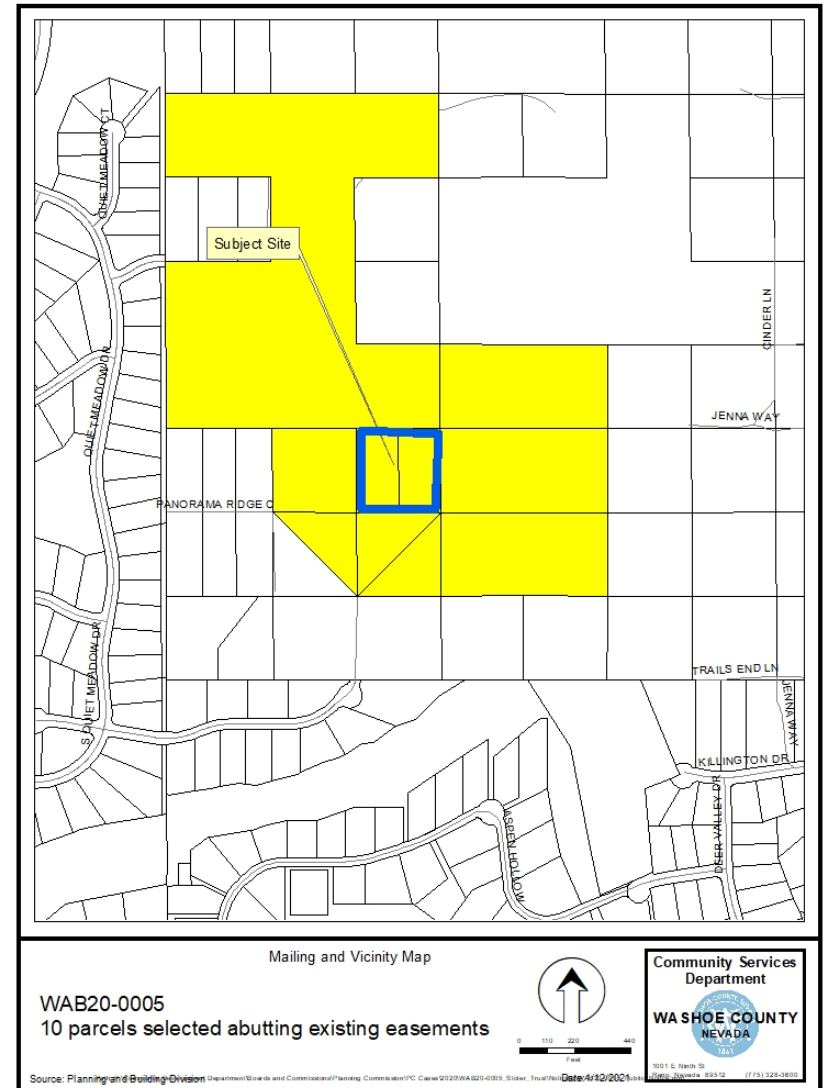 QUIET MEADOW CT
Subject Site
CINDER LN
QUIET MEADOW DR
JENNA WAY
PANORAMA RIDGE C
S QUIET MEADOW DR
TRAILS END LN
JENNA WAY
KILLINGTON DR
DEER VALLEY DR
ASPEN HOLLOW
Mailing and Vicinity Map
WAB20-0005
10 parcels selected abutting existing easements
0 110 220 440
Feet
Community Services
Department
WASHOE COUNTY
NEVADA
1861
1001 E Ninth St
Reno, Nevada 89512 (775) 328-3600
Source: Planning and Building Division
Date: 4/12/2021